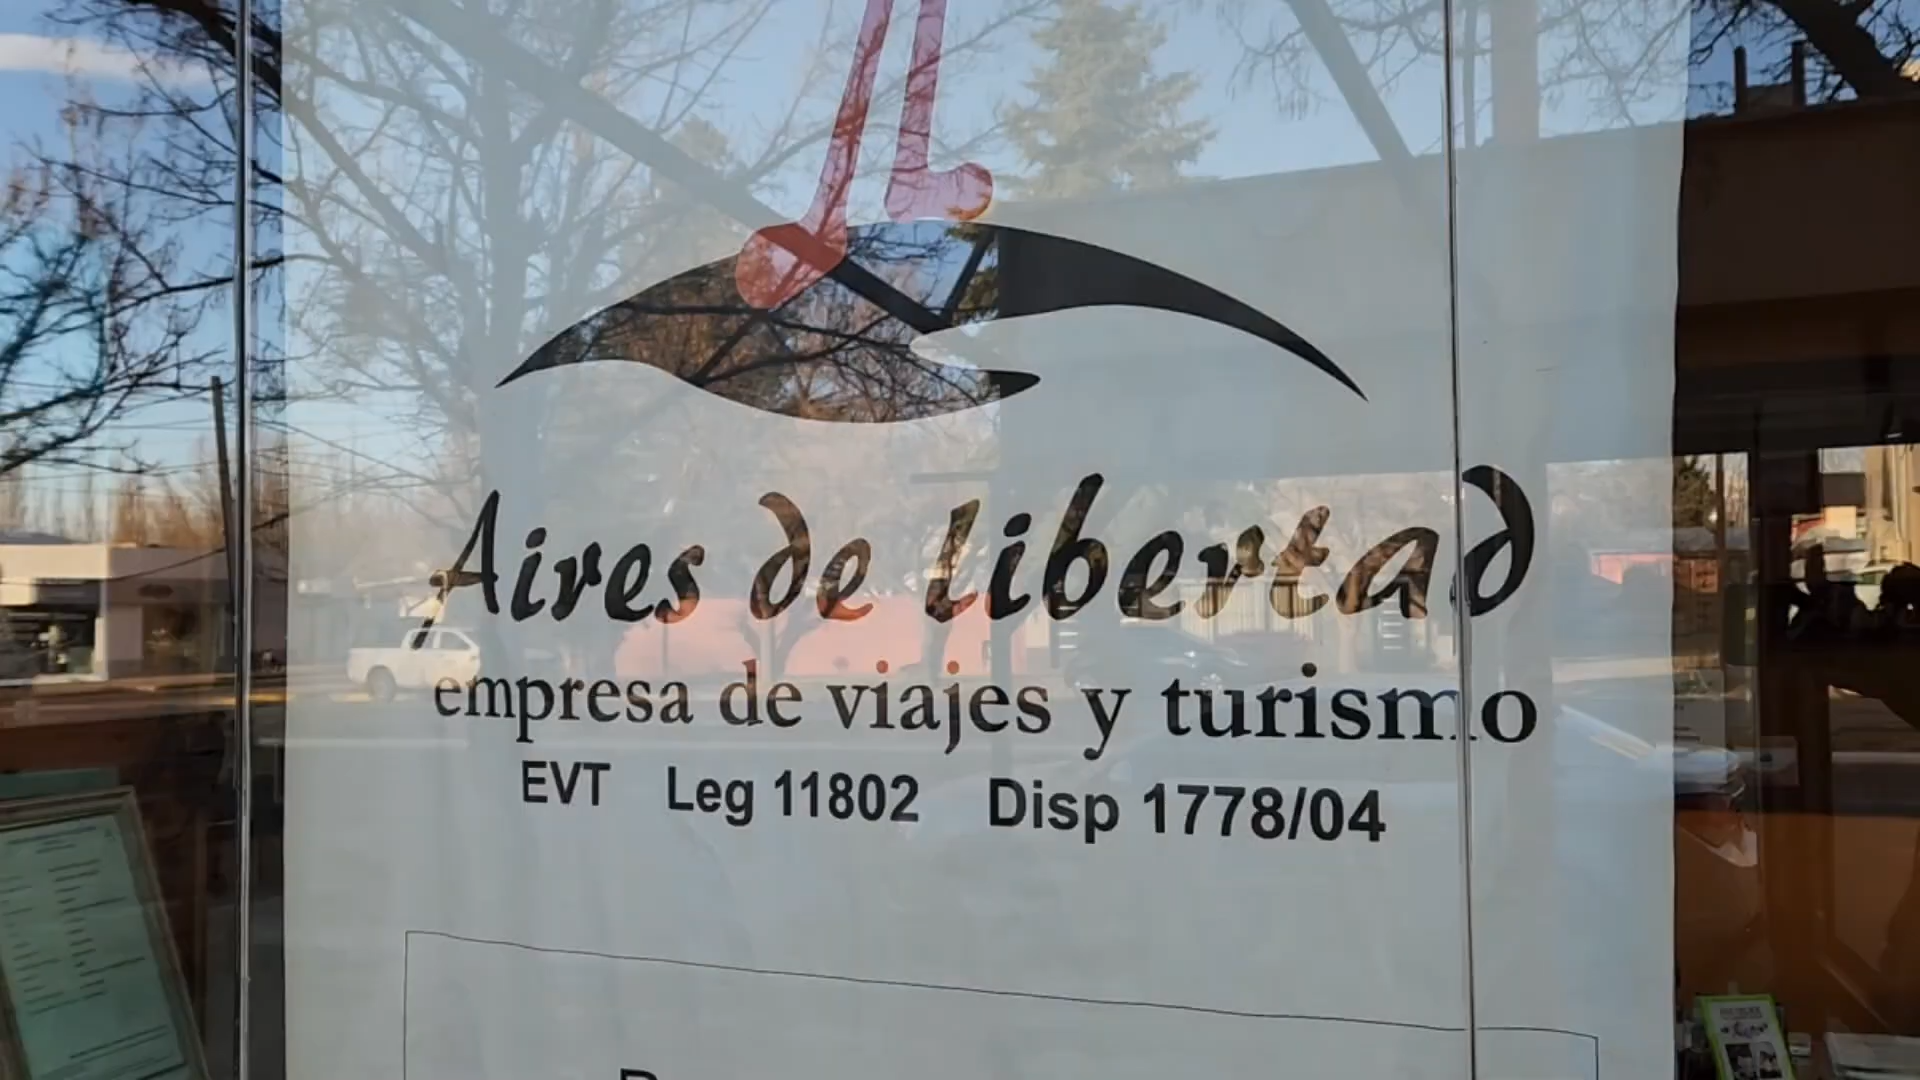 Aires de libertad
empresa de viajes y turismo
EVT Leg 11802 Disp 1778/04